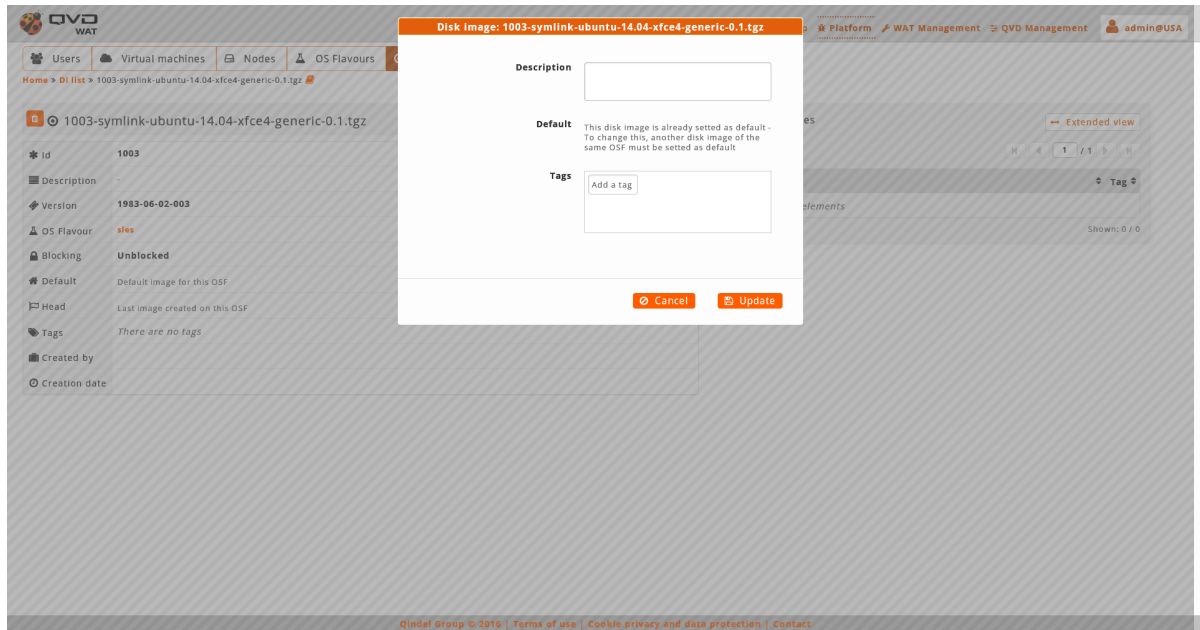 QVD
WAT
Platform
WAT Management
QVD Management
admin@USA
Users
Virtual machines
Nodes
OS Flavours
Home » DI list » 1003-symlink-ubuntu-14.04-xfce4-generic-0.1.tgz
1003-symlink-ubuntu-14.04-xfce4-generic-0.1.tgz
Id 1003
Description -
Version 1983-06-02-003
OS Flavour sles
Blocking Unblocked
Default Default image for this OSF
Head Last image created on this OSF
Tags There are no tags
Created by
Creation date
Disk image: 1003-symlink-ubuntu-14.04-xfce4-generic-0.1.tgz
Description
Default This disk image is already setted as default -
To change this, another disk image of the
same OSF must be setted as default
Tags Add a tag
Cancel
Update
Extended view
1 / 1
Tag
elements
Shown: 0 / 0
Qindel Group © 2016 | Terms of use | Cookie privacy and data protection | Contact